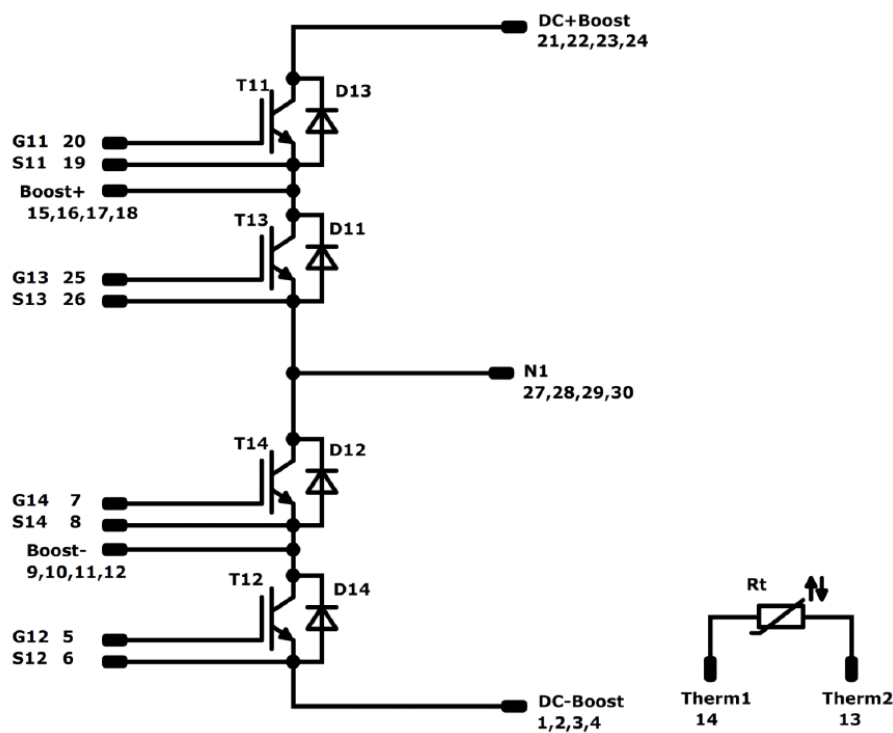 DC+Boost
21,22,23,24
T11
D13
G11 20
S11 19
Boost+
15,16,17,18
T13
D11
G13 25
S13 26
N1
27,28,29,30
T14
D12
G14 7
S14 8
Boost-
9,10,11,12
T12
D14
G12 5
S12 6
DC-Boost
1,2,3,4
Rt
Therm1
14
Therm2
13